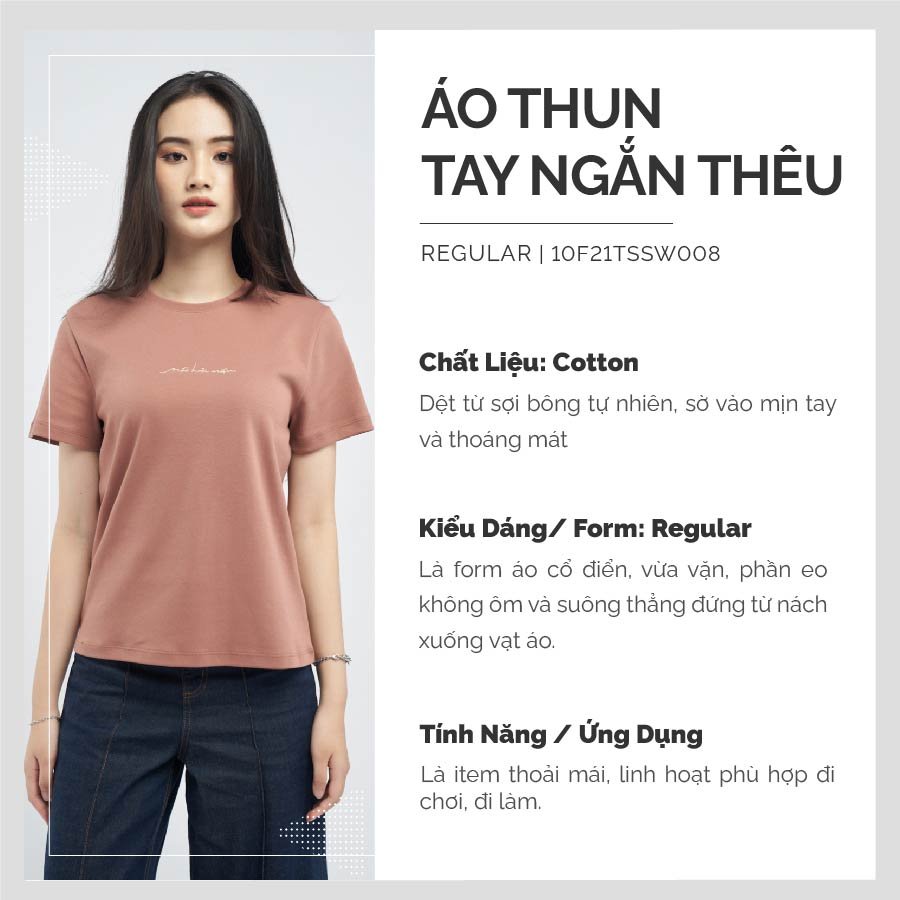 ÁO THUN
TAY NGẮN THÊU
REGULAR | 10F21TSSW008
Chất Liệu: Cotton
Dệt từ sợi bông tự nhiên, sờ vào mịn tay
và thoáng mát
Kiểu Dáng/ Form: Regular
Là form áo cổ điển, vừa vặn, phần eo
không ôm và suông thẳng đứng từ nách
xuống vạt áo.
Tính Năng / Ứng Dụng
Là item thoải mái, linh hoạt phù hợp đi
chơi, đi làm.